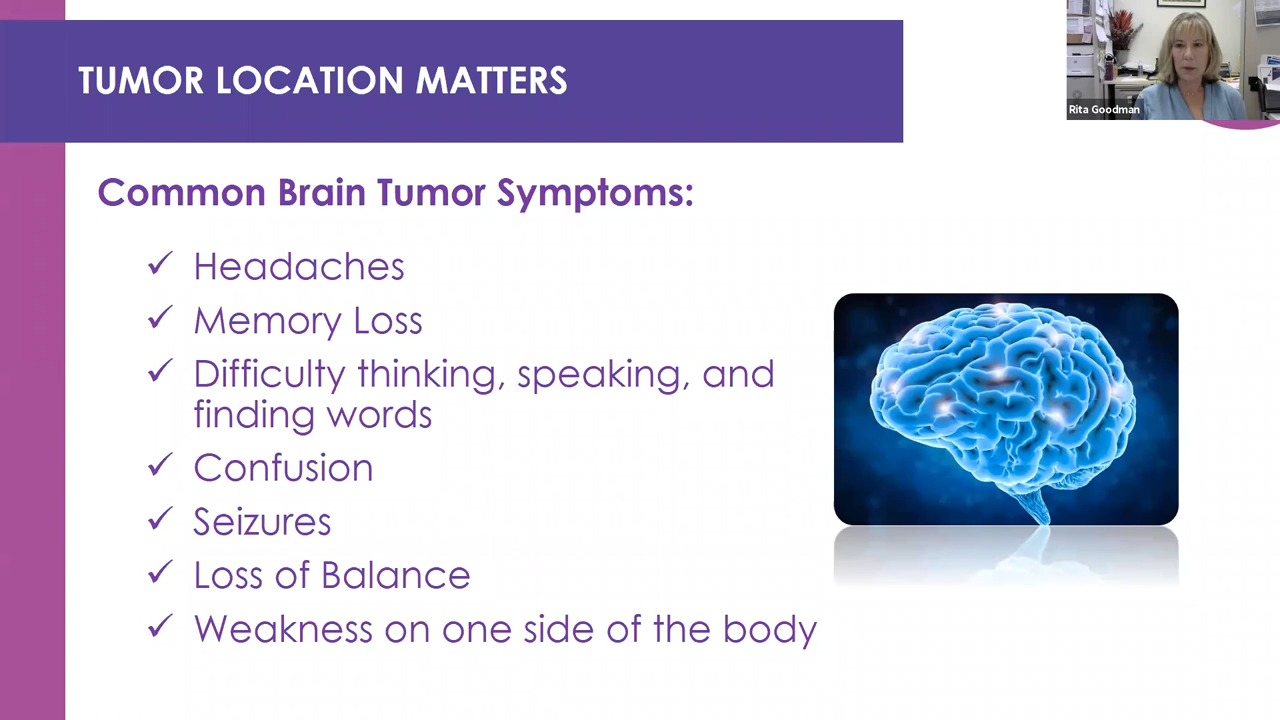 TUMOR LOCATION MATTERS
Rita Goodman
Common Brain Tumor Symptoms:
✓ Headaches
✓ Memory Loss
✓ Difficulty thinking, speaking, and
finding words
✓ Confusion
✓ Seizures
✓ Loss of Balance
✓ Weakness on one side of the body